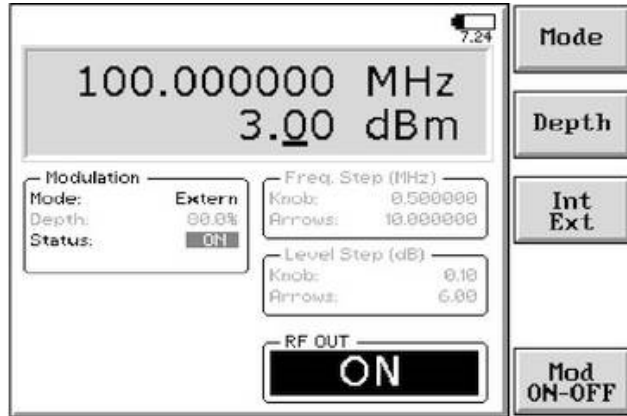 7.24
100.000000 MHz
3.00 dBm
Modulation
Mode: Extern
Depth: 80.0%
Status: ON
Freq. Step (MHz)
Knob: 0.500000
Arrows: 10.000000
Level Step (dB)
Knob: 0.10
Arrows: 6.00
RF OUT
ON
Mode
Depth
Int
Ext
Mod
ON-OFF